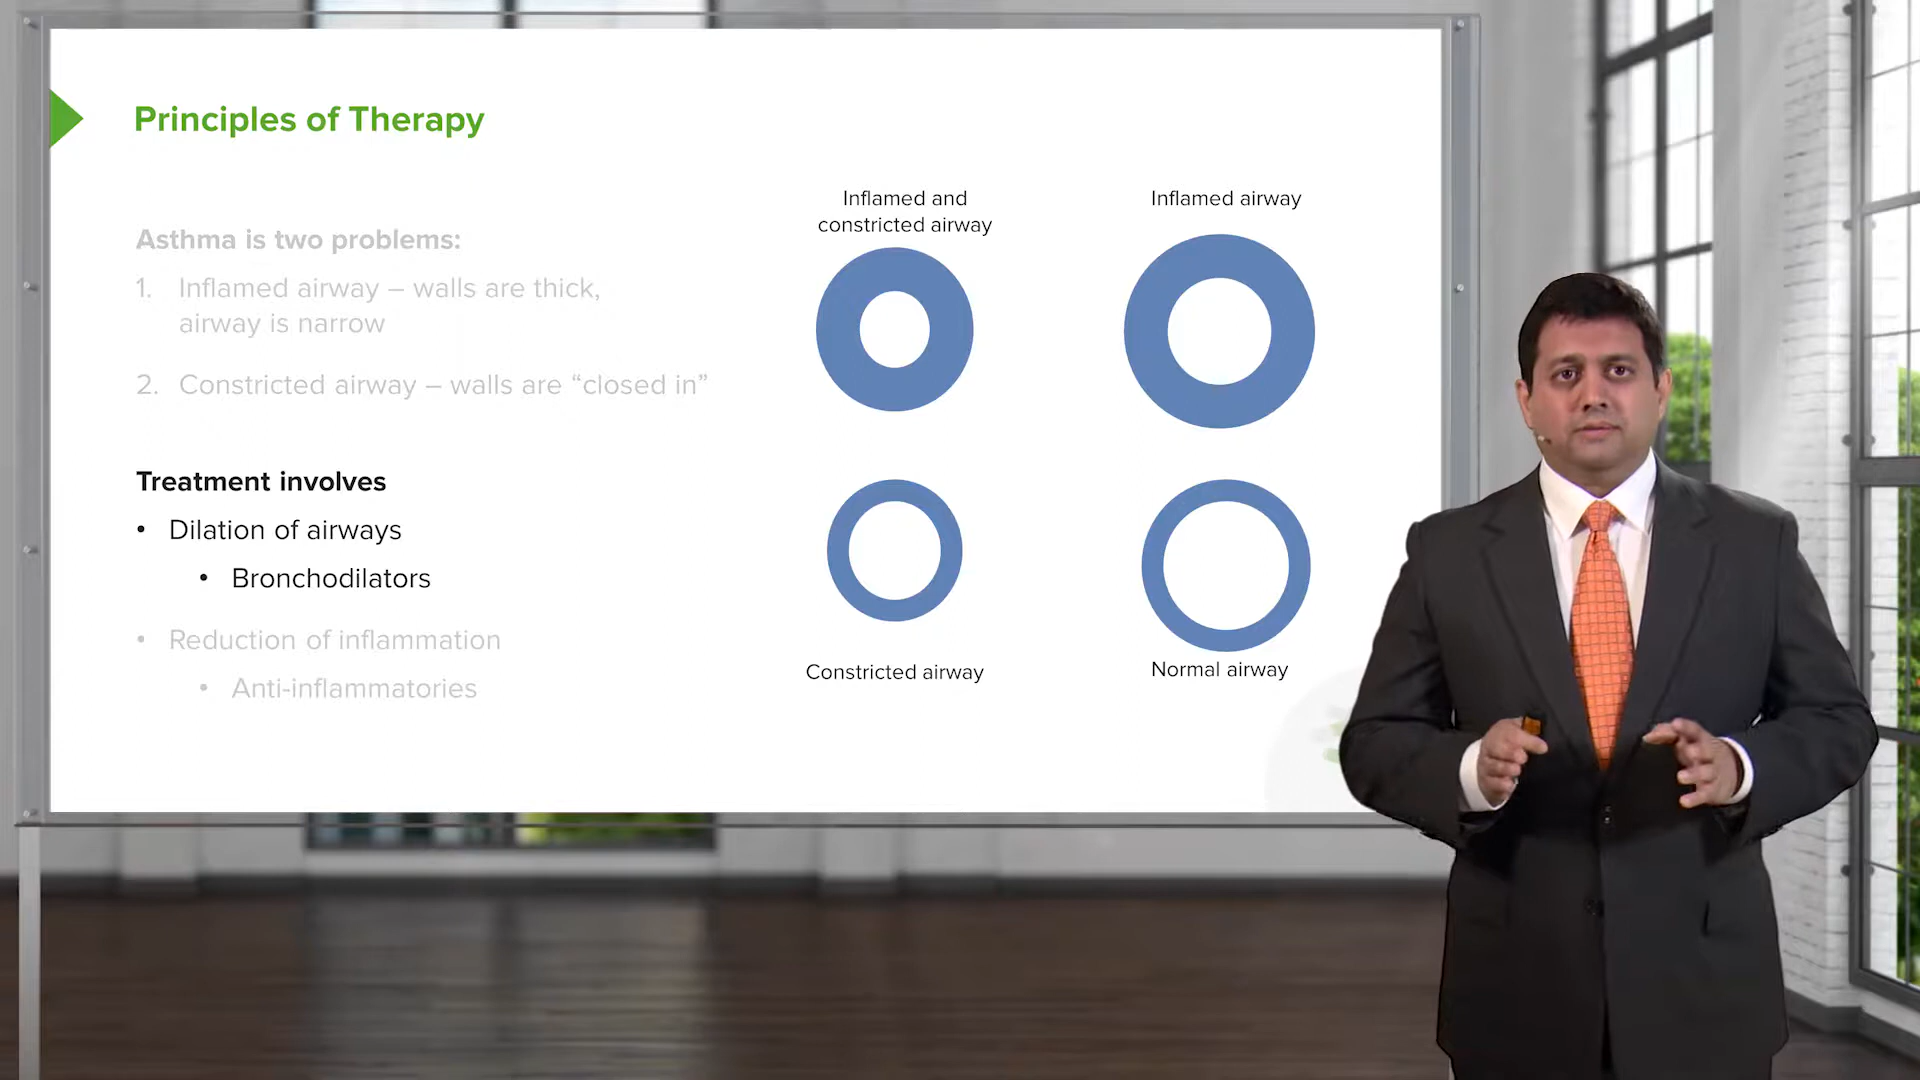 Principles of Therapy
Asthma is two problems:
1. Inflamed airway – walls are thick,
airway is narrow
2. Constricted airway – walls are “closed in”
Treatment involves
• Dilation of airways
• Bronchodilators
• Reduction of inflammation
• Anti-inflammatories
Inflamed and
constricted airway
Inflamed airway
Constricted airway
Normal airway